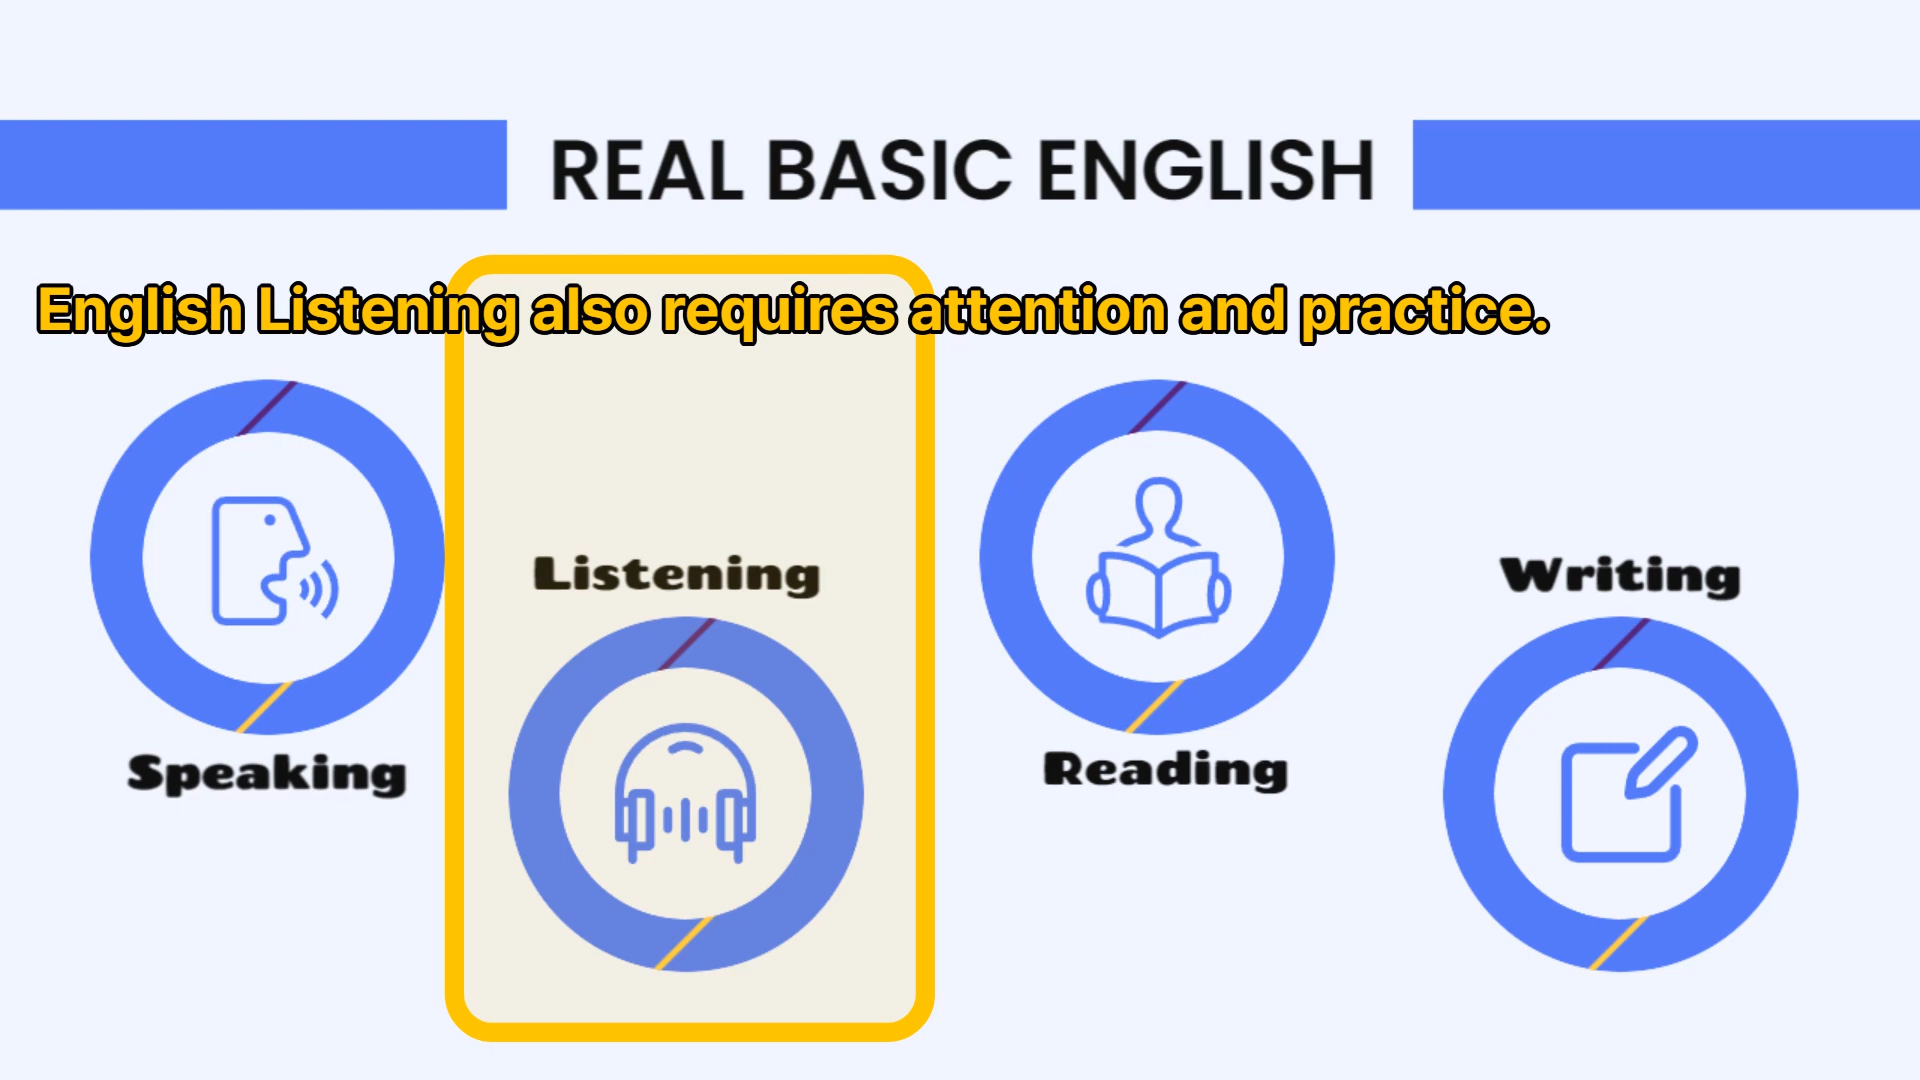 REAL BASIC ENGLISH
English Listening also requires attention and practice.
Speaking
Listening
Reading
Writing